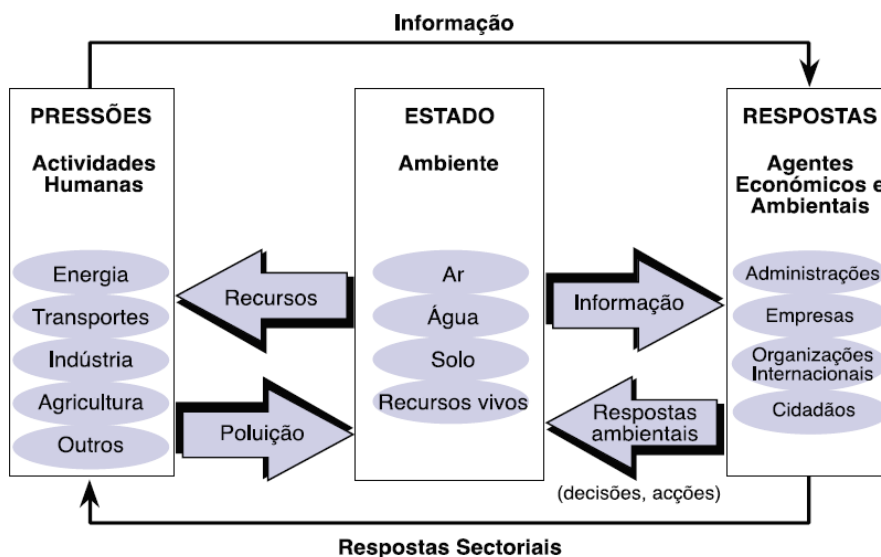 Informação
PRESSÕES
Actividades
Humanas
Energia
Transportes
Indústria
Agricultura
Outros
Recursos
Poluição
ESTADO
Ambiente
Ar
Água
Solo
Recursos vivos
Informação
Respostas
ambientais
(decisões, acções)
RESPOSTAS
Agentes
Económicos e
Ambientais
Administrações
Empresas
Organizações
Internacionais
Cidadãos
Respostas Sectoriais